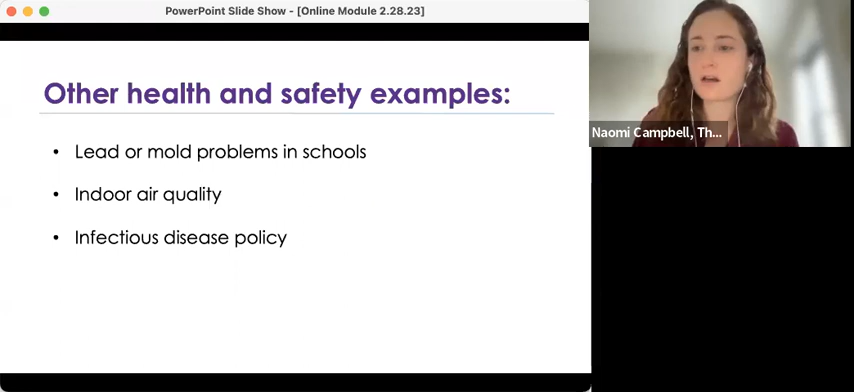 PowerPoint Slide Show - [Online Module 2.28.23]
Other health and safety examples:
• Lead or mold problems in schools
• Indoor air quality
• Infectious disease policy
Naomi Campbell, Th...